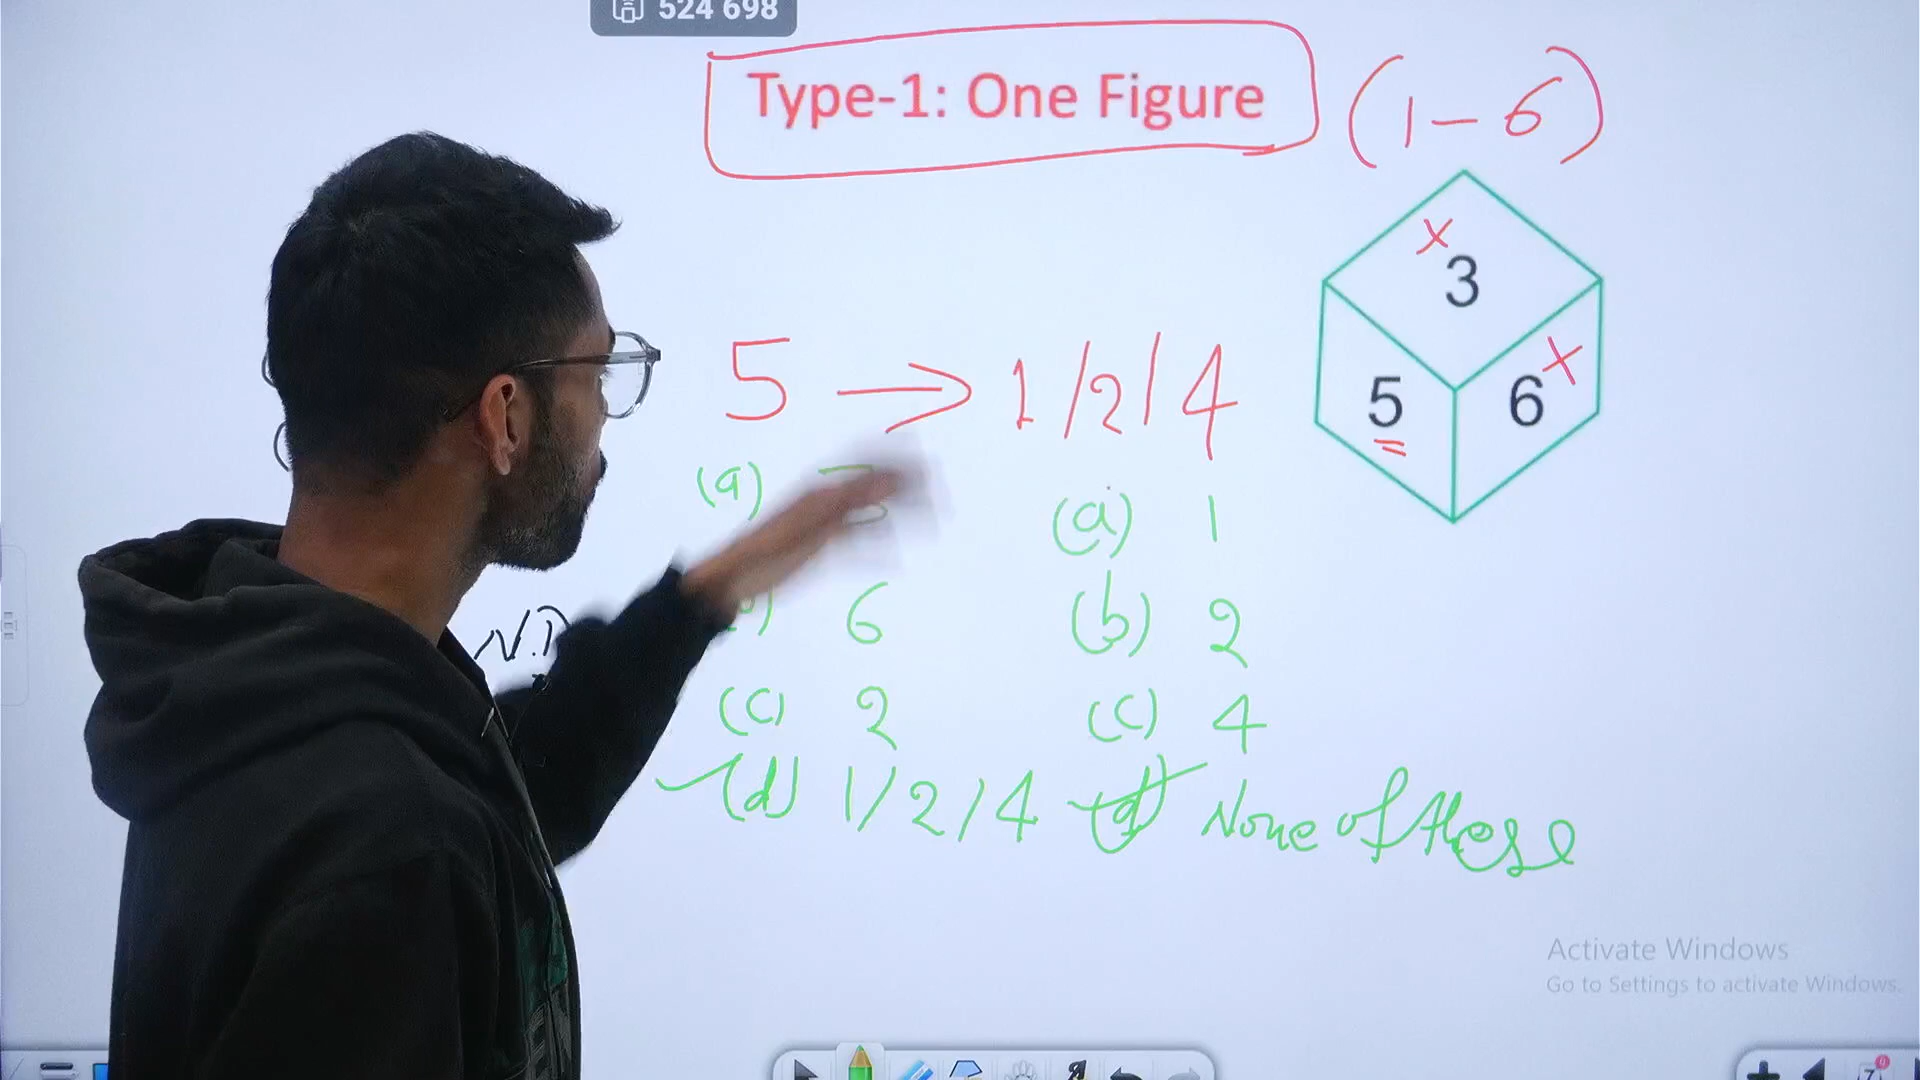 524 698
Type-1: One Figure (1-6)
x
3
5 → 1/2/4
x
5 6
(a) (a) 1
6 (b) 2
(c) 2 (c) 4
(d) 1/2/4 (d) None of these
Activate Windows
Go to Settings to activate Windows.